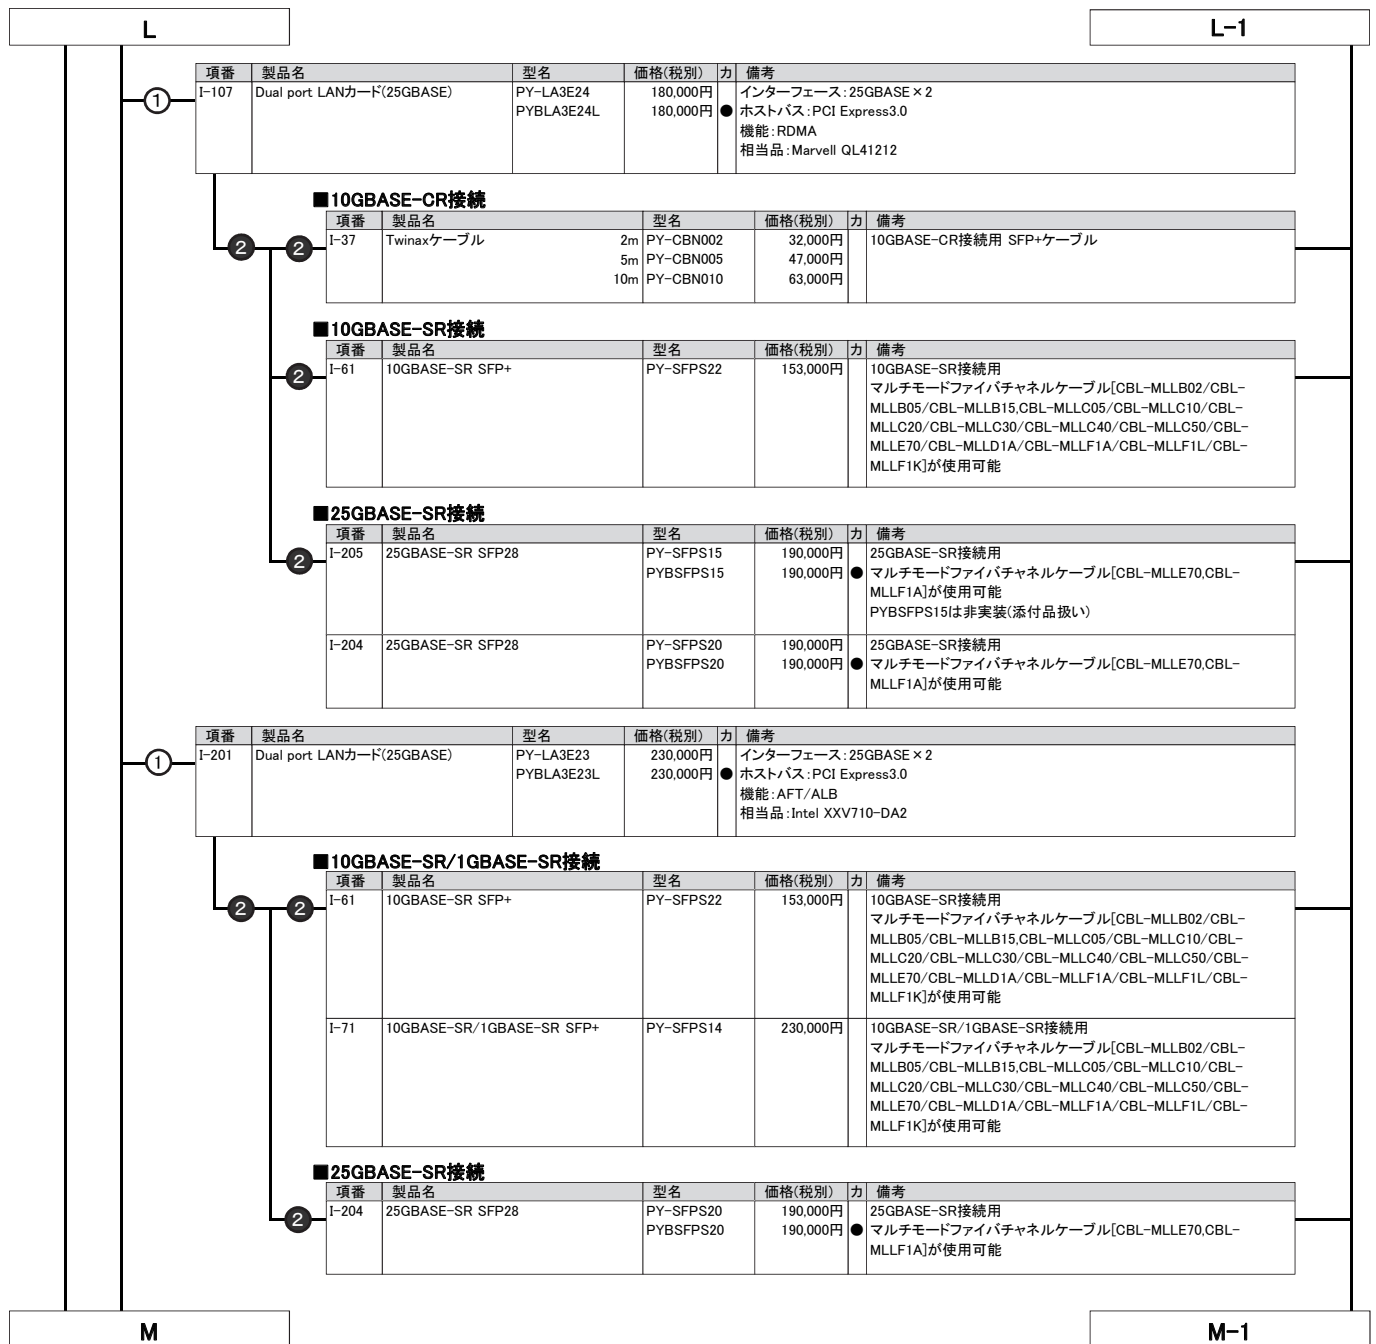 L
L-1
項番 製品名 型名 価格(税別) カ 備考
I-107 Dual port LANカード(25GBASE) PY-LA3E24 180,000円 インターフェース:25GBASE×2
PYBLA3E24L 180,000円 ● ホストバス:PCI Express3.0
機能:RDMA
相当品:Marvell QL41212
①
■10GBASE-CR接続
項番 製品名 型名 価格(税別) カ 備考
2 2 I-37 Twinaxケーブル 2m PY-CBN002 32,000円 10GBASE-CR接続用 SFP+ケーブル
5m PY-CBN005 47,000円
10m PY-CBN010 63,000円
■10GBASE-SR接続
項番 製品名 型名 価格(税別) カ 備考
2 I-61 10GBASE-SR SFP+ PY-SFPS22 153,000円 10GBASE-SR接続用
マルチモードファイバチャネルケーブル[CBL-MLLB02/CBL-
MLLB05/CBL-MLLB15,CBL-MLLC05/CBL-MLLC10/CBL-
MLLC20/CBL-MLLC30/CBL-MLLC40/CBL-MLLC50/CBL-
MLLE70/CBL-MLLD1A/CBL-MLLF1A/CBL-MLLF1L/CBL-
MLLF1K]が使用可能
■25GBASE-SR接続
項番 製品名 型名 価格(税別) カ 備考
2 I-205 25GBASE-SR SFP28 PY-SFPS15 190,000円 25GBASE-SR接続用
PYBSFPS15 190,000円 ● マルチモードファイバチャネルケーブル[CBL-MLLE70,CBL-
MLLF1A]が使用可能
PYBSFPS15は非実装(添付品扱い)
I-204 25GBASE-SR SFP28 PY-SFPS20 190,000円 25GBASE-SR接続用
PYBSFPS20 190,000円 ● マルチモードファイバチャネルケーブル[CBL-MLLE70,CBL-
MLLF1A]が使用可能
項番 製品名 型名 価格(税別) カ 備考
① I-201 Dual port LANカード(25GBASE) PY-LA3E23 230,000円 インターフェース:25GBASE×2
PYBLA3E23L 230,000円 ● ホストバス:PCI Express3.0
機能:AFT/ALB
相当品:Intel XXV710-DA2
■10GBASE-SR/1GBASE-SR接続
項番 製品名 型名 価格(税別) カ 備考
2 2 I-61 10GBASE-SR SFP+ PY-SFPS22 153,000円 10GBASE-SR接続用
マルチモードファイバチャネルケーブル[CBL-MLLB02/CBL-
MLLB05/CBL-MLLB15,CBL-MLLC05/CBL-MLLC10/CBL-
MLLC20/CBL-MLLC30/CBL-MLLC40/CBL-MLLC50/CBL-
MLLE70/CBL-MLLD1A/CBL-MLLF1A/CBL-MLLF1L/CBL-
MLLF1K]が使用可能
I-71 10GBASE-SR/1GBASE-SR SFP+ PY-SFPS14 230,000円 10GBASE-SR/1GBASE-SR接続用
マルチモードファイバチャネルケーブル[CBL-MLLB02/CBL-
MLLB05/CBL-MLLB15,CBL-MLLC05/CBL-MLLC10/CBL-
MLLC20/CBL-MLLC30/CBL-MLLC40/CBL-MLLC50/CBL-
MLLE70/CBL-MLLD1A/CBL-MLLF1A/CBL-MLLF1L/CBL-
MLLF1K]が使用可能
■25GBASE-SR接続
項番 製品名 型名 価格(税別) カ 備考
2 I-204 25GBASE-SR SFP28 PY-SFPS20 190,000円 25GBASE-SR接続用
PYBSFPS20 190,000円 ● マルチモードファイバチャネルケーブル[CBL-MLLE70,CBL-
MLLF1A]が使用可能
M
M-1